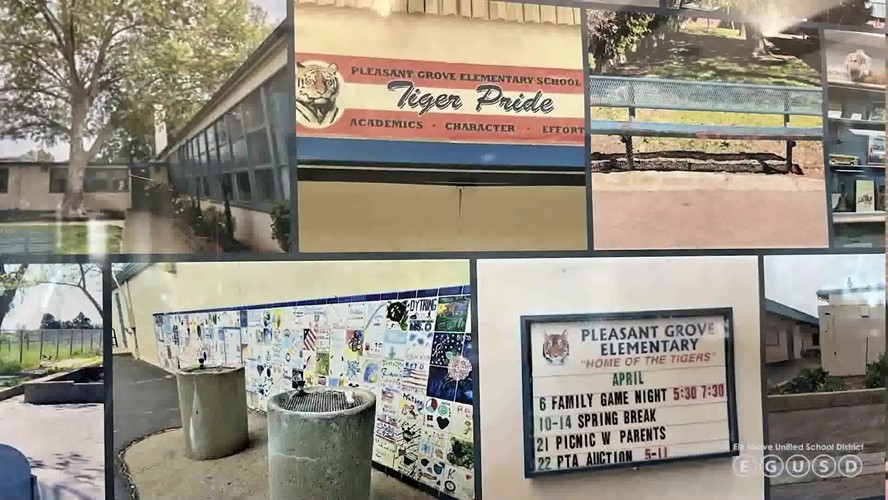 PLEASANT GROVE ELEMENTARY SCHOOL
Tiger Pride
ACADEMICS · CHARACTER · EFFORT
PLEASANT GROVE
ELEMENTARY
"HOME OF THE TIGERS"
APRIL
6 FAMILY GAME NIGHT 5:30 7:30
10-14 SPRING BREAK
21 PICNIC W PARENTS
22 PTA AUCTION 5-11
Elk Grove Unified School District
EGUSD